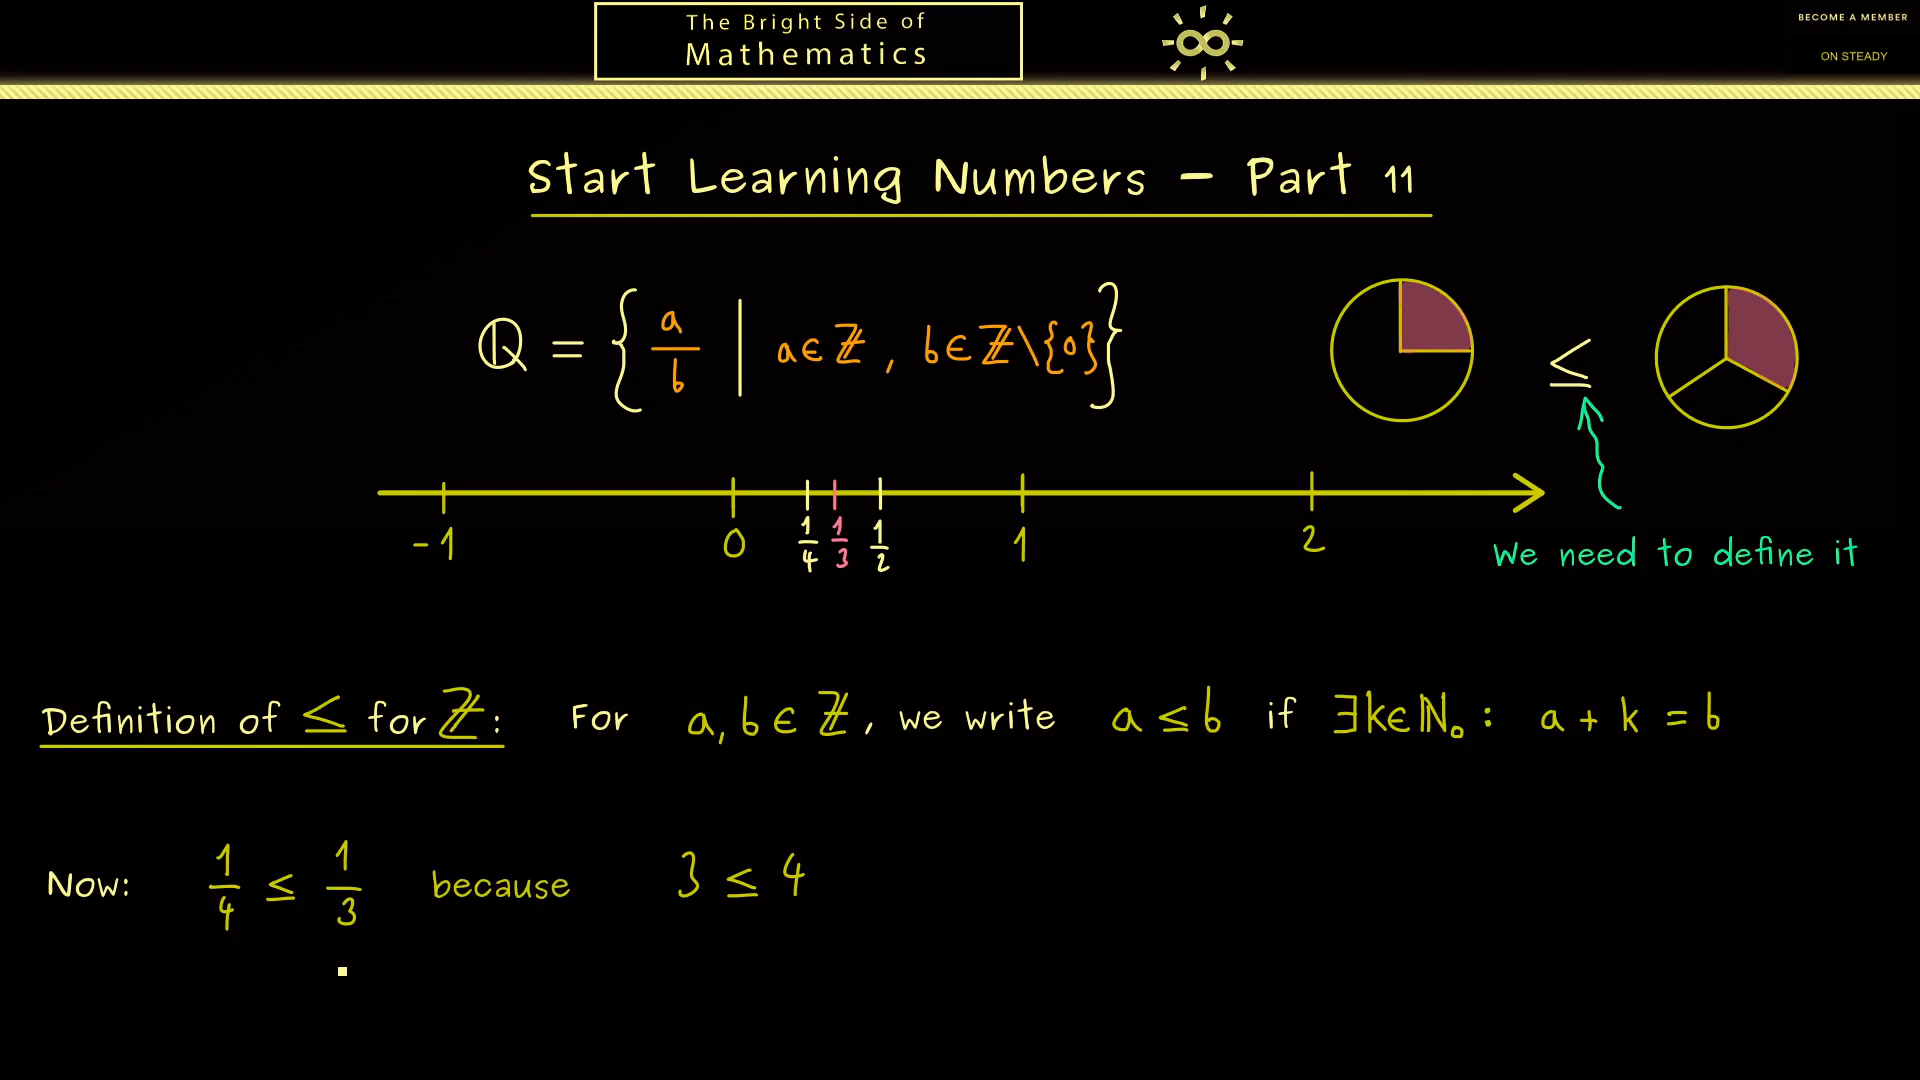 The Bright Side of
Mathematics
BECOME A MEMBER
ON STEADY
Start Learning Numbers - Part 11
ℚ = { a/b | a ∈ ℤ , b ∈ ℤ \ {0} }
≤
-1 0 1/4 1/3 1/2 1 2
We need to define it
Definition of ≤ for ℤ: For a, b ∈ ℤ, we write a ≤ b if ∃k∈ℕ₀ : a + k = b
Now: 1/4 ≤ 1/3 because 3 ≤ 4